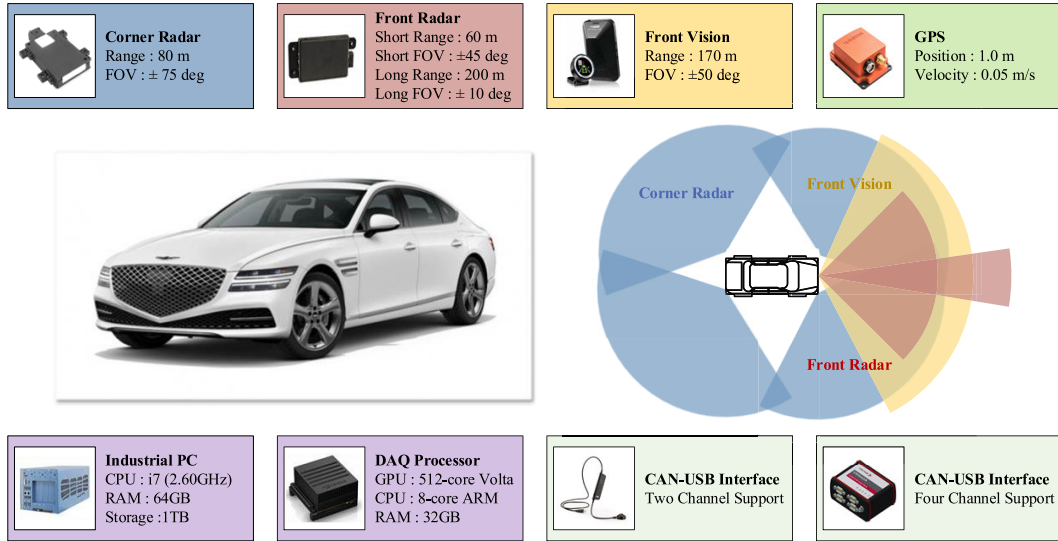 Corner Radar
Range : 80 m
FOV : ± 75 deg
Front Radar
Short Range : 60 m
Short FOV : ±45 deg
Long Range : 200 m
Long FOV : ± 10 deg
Front Vision
Range : 170 m
FOV : ±50 deg
GPS
Position : 1.0 m
Velocity : 0.05 m/s
Corner Radar
Front Vision
Front Radar
Industrial PC
CPU : i7 (2.60GHz)
RAM : 64GB
Storage :1TB
DAQ Processor
GPU : 512-core Volta
CPU : 8-core ARM
RAM : 32GB
CAN-USB Interface
Two Channel Support
CAN-USB Interface
Four Channel Support